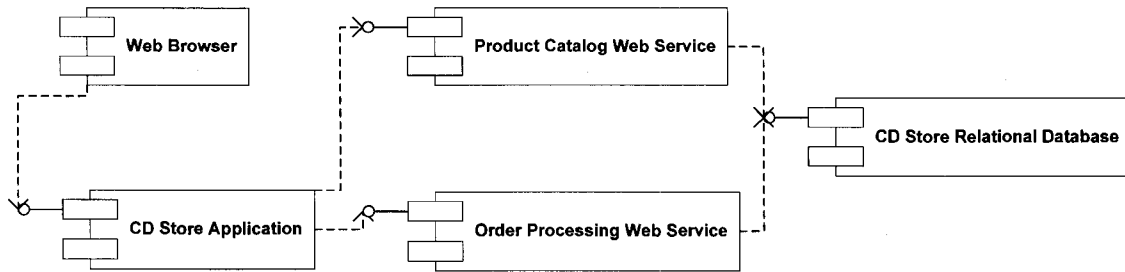 Web Browser
Product Catalog Web Service
CD Store Relational Database
CD Store Application
Order Processing Web Service